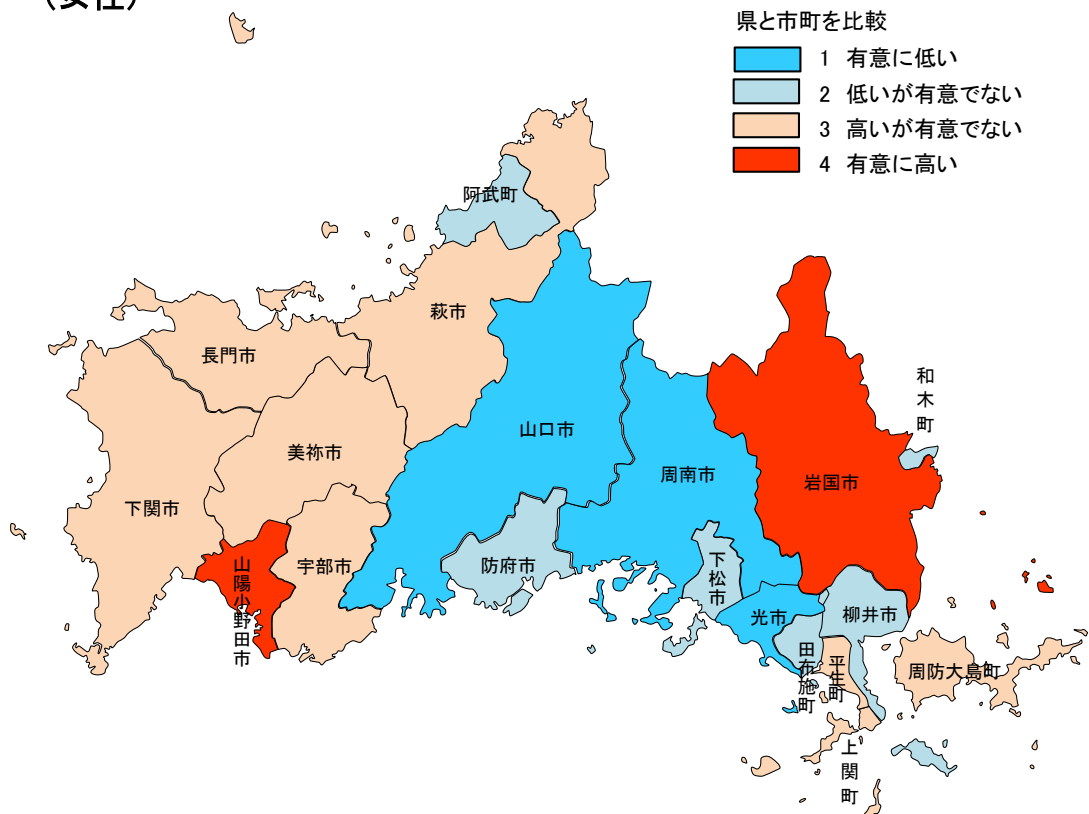 (女性)
県と市町を比較
1 有意に低い
2 低いが有意でない
3 高いが有意でない
4 有意に高い
阿武町
萩市
長門市
和木町
山口市
美祢市
周南市
岩国市
下関市
宇部市
防府市
下松市
山陽小野田市
光市
柳井市
田布施町
平生町
周防大島町
上関町